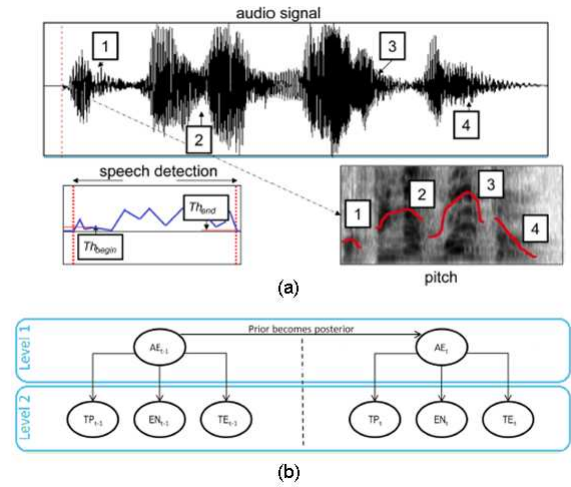 audio signal
1
3
2
4
speech detection
Th_end
Th_begin
1
2
3
4
pitch
(a)
Level 1
Prior becomes posterior
AE_t-1
AE_t
Level 2
TP_t-1
EN_t-1
TE_t-1
TP_t
EN_t
TE_t
(b)